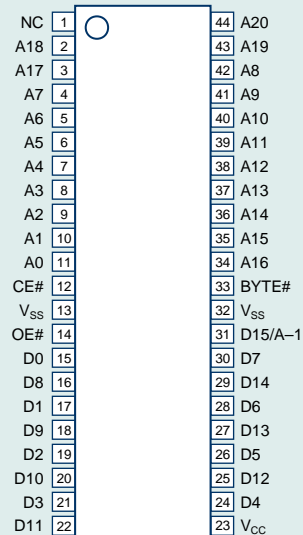 NC 1 44 A20
A18 2 43 A19
A17 3 42 A8
A7 4 41 A9
A6 5 40 A10
A5 6 39 A11
A4 7 38 A12
A3 8 37 A13
A2 9 36 A14
A1 10 35 A15
A0 11 34 A16
CE# 12 33 BYTE#
VSS 13 32 VSS
OE# 14 31 D15/A–1
D0 15 30 D7
D8 16 29 D14
D1 17 28 D6
D9 18 27 D13
D2 19 26 D5
D10 20 25 D12
D3 21 24 D4
D11 22 23 VCC